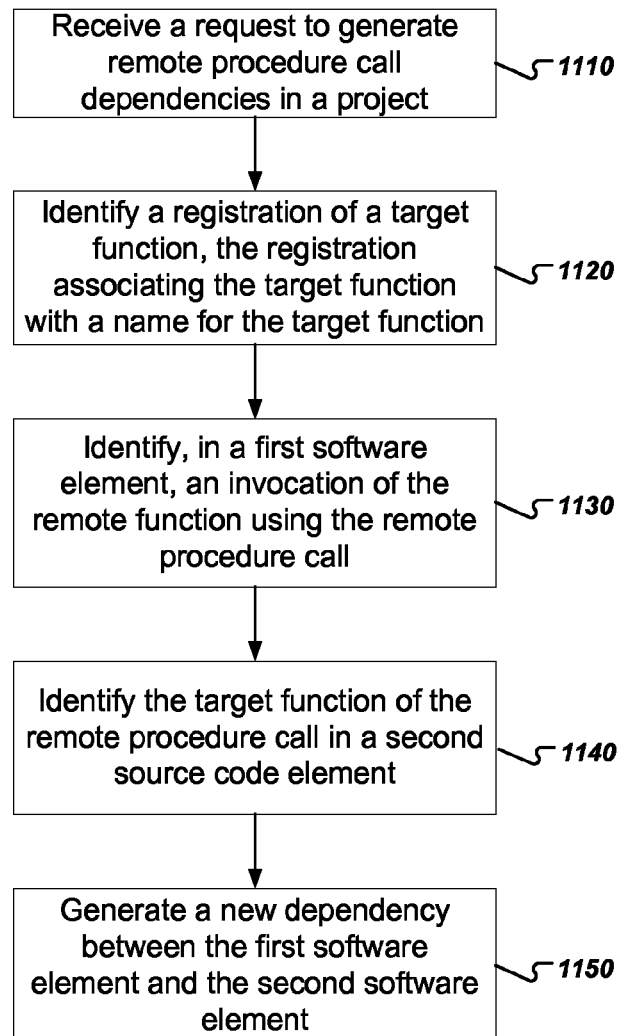 Receive a request to generate
remote procedure call
dependencies in a project
1110
Identify a registration of a target
function, the registration
associating the target function
with a name for the target function
1120
Identify, in a first software
element, an invocation of the
remote function using the remote
procedure call
1130
Identify the target function of the
remote procedure call in a second
source code element
1140
Generate a new dependency
between the first software
element and the second software
element
1150